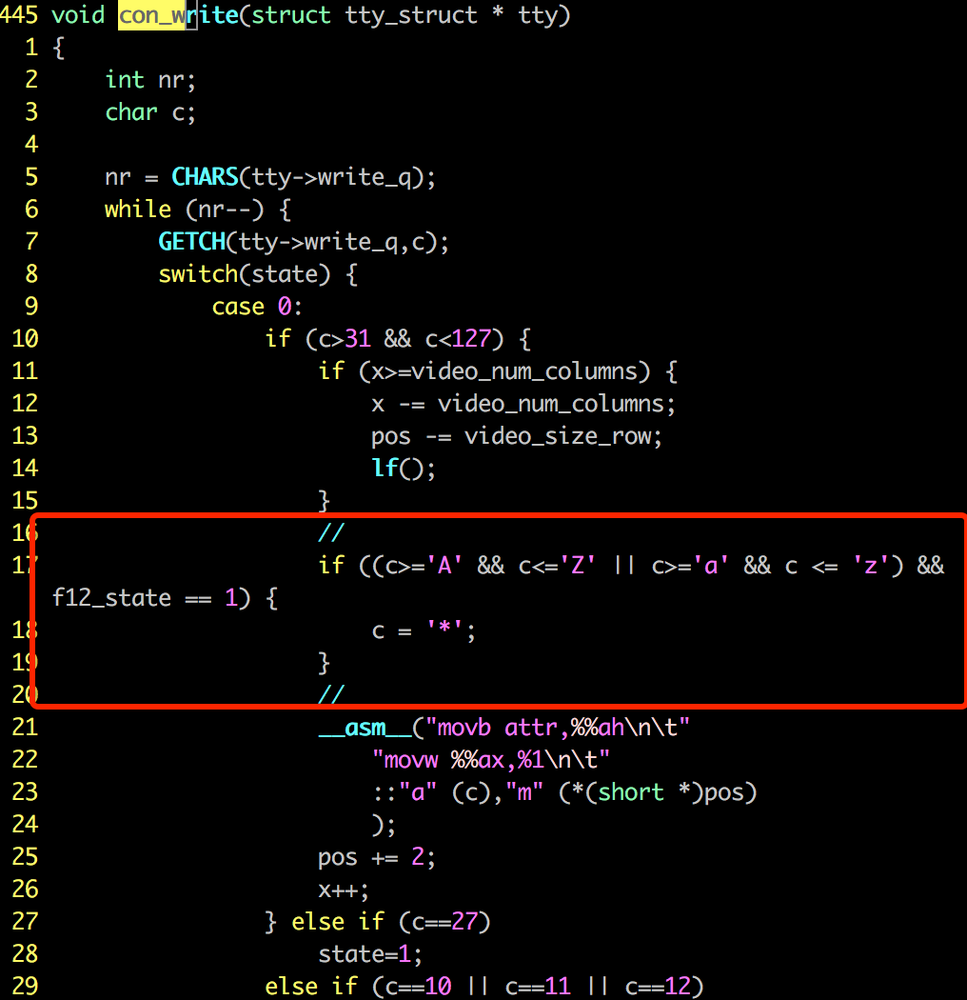 445 void con_write(struct tty_struct * tty)
1 {
2     int nr;
3     char c;
4
5     nr = CHARS(tty->write_q);
6     while (nr--) {
7         GETCH(tty->write_q,c);
8         switch(state) {
9             case 0:
10                 if (c>31 && c<127) {
11                     if (x>=video_num_columns) {
12                         x -= video_num_columns;
13                         pos -= video_size_row;
14                         lf();
15                     }
16                     //
17                     if ((c>='A' && c<='Z' || c>='a' && c <= 'z') &&
f12_state == 1) {
18                         c = '*';
19                     }
20                     //
21                     __asm__("movb attr,%%ah\n\t"
22                         "movw %%ax,%1\n\t"
23                         ::"a" (c),"m" (*(short *)pos)
24                         );
25                     pos += 2;
26                     x++;
27                 } else if (c==27)
28                     state=1;
29                 else if (c==10 || c==11 || c==12)